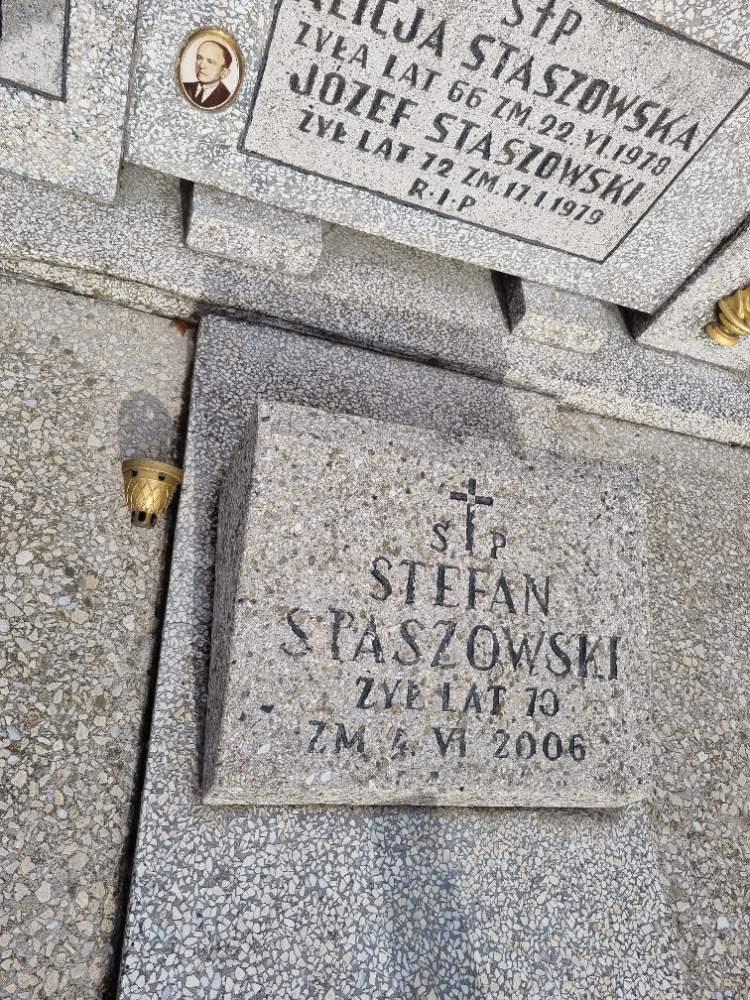 S † P
ALICJA STASZOWSKA
ŻYŁA LAT 66 ZM. 22.VI.1978
JÓZEF STASZOWSKI
ŻYŁ LAT 72 ZM. 17.I.1979
R·I·P
S † P
STEFAN
STASZOWSKI
ŻYŁ LAT 70
ZM 4. VI 2006